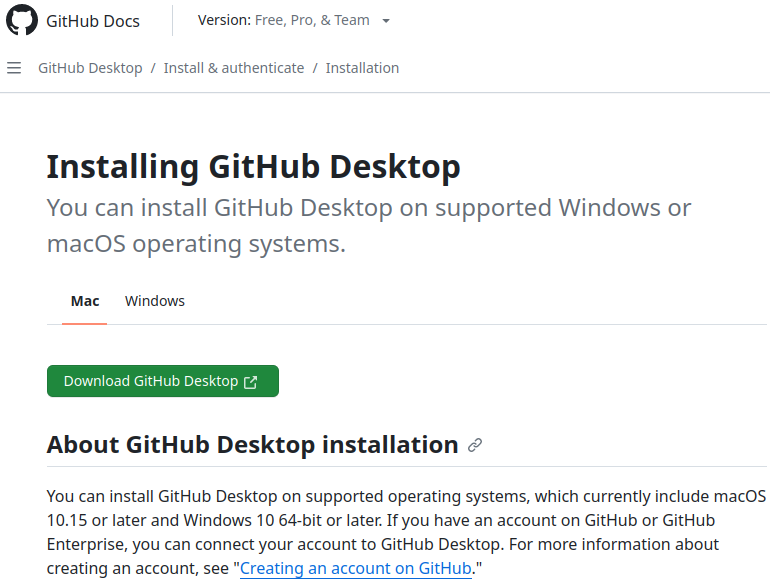 GitHub Docs
Version: Free, Pro, & Team
GitHub Desktop / Install & authenticate / Installation
Installing GitHub Desktop
You can install GitHub Desktop on supported Windows or
macOS operating systems.
Mac Windows
Download GitHub Desktop
About GitHub Desktop installation
You can install GitHub Desktop on supported operating systems, which currently include macOS
10.15 or later and Windows 10 64-bit or later. If you have an account on GitHub or GitHub
Enterprise, you can connect your account to GitHub Desktop. For more information about
creating an account, see "Creating an account on GitHub."